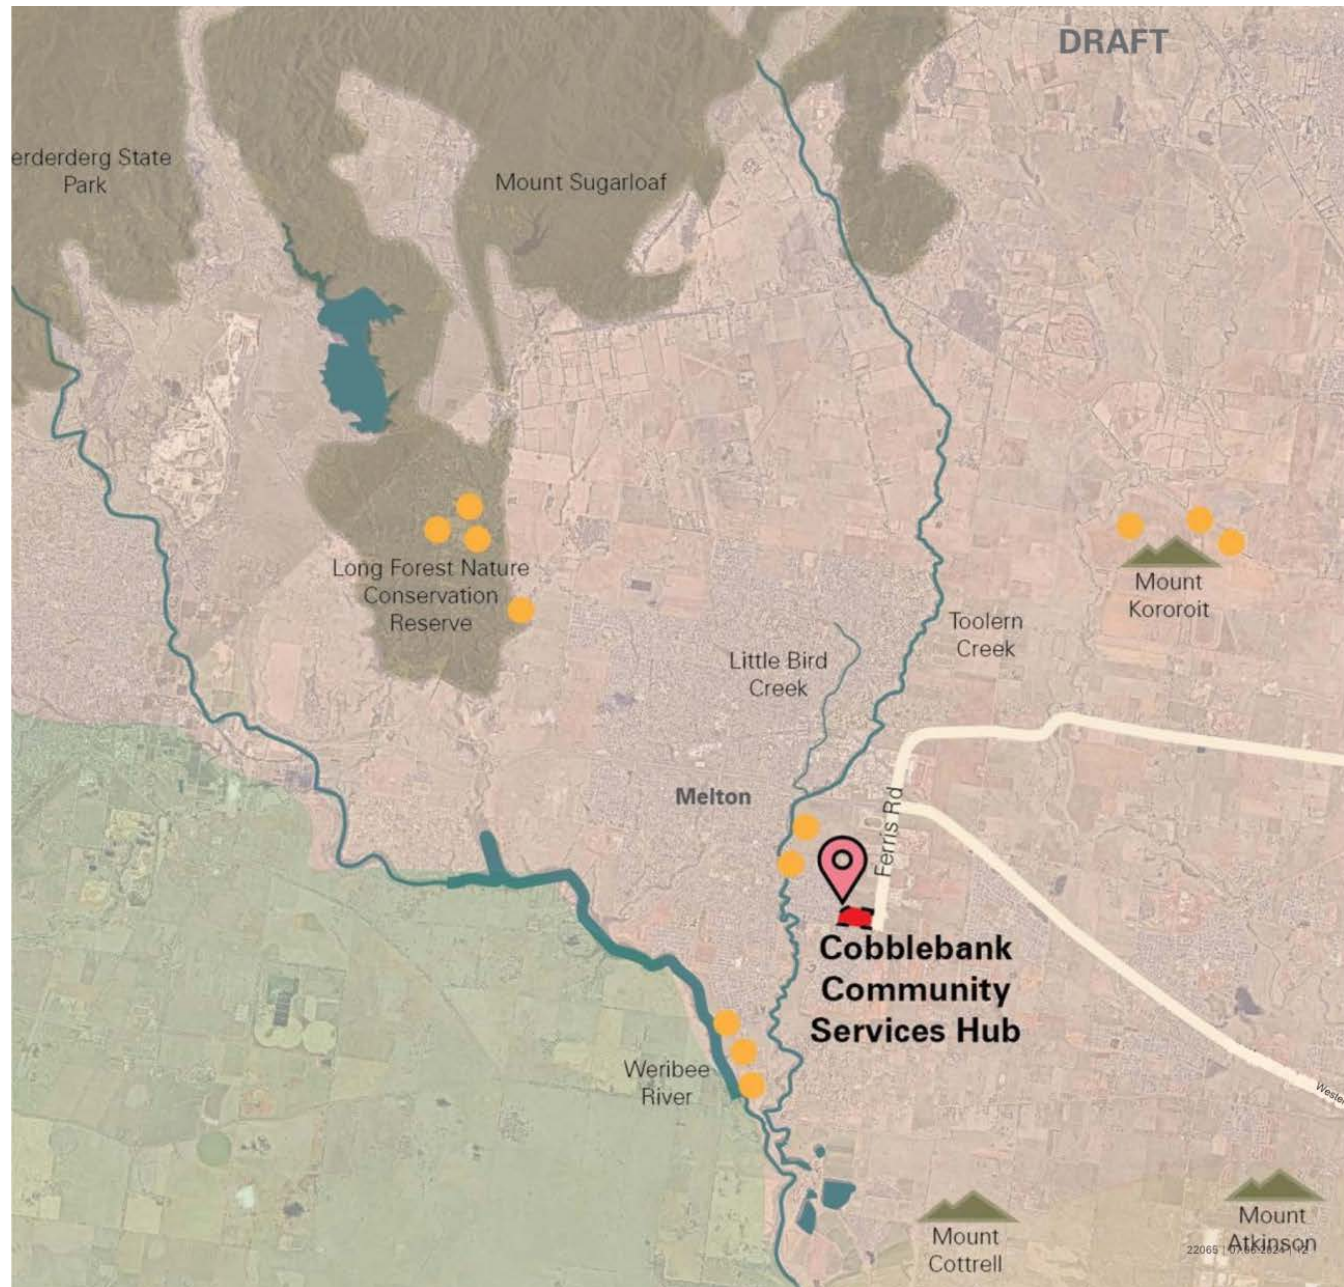 DRAFT
erderderg State
Park
Mount Sugarloaf
Long Forest Nature
Conservation
Reserve
Mount
Kororoit
Toolern
Creek
Little Bird
Creek
Melton
Ferris Rd
Cobblebank
Community
Services Hub
Weribee
River
Mount
Cottrell
Mount
Atkinson